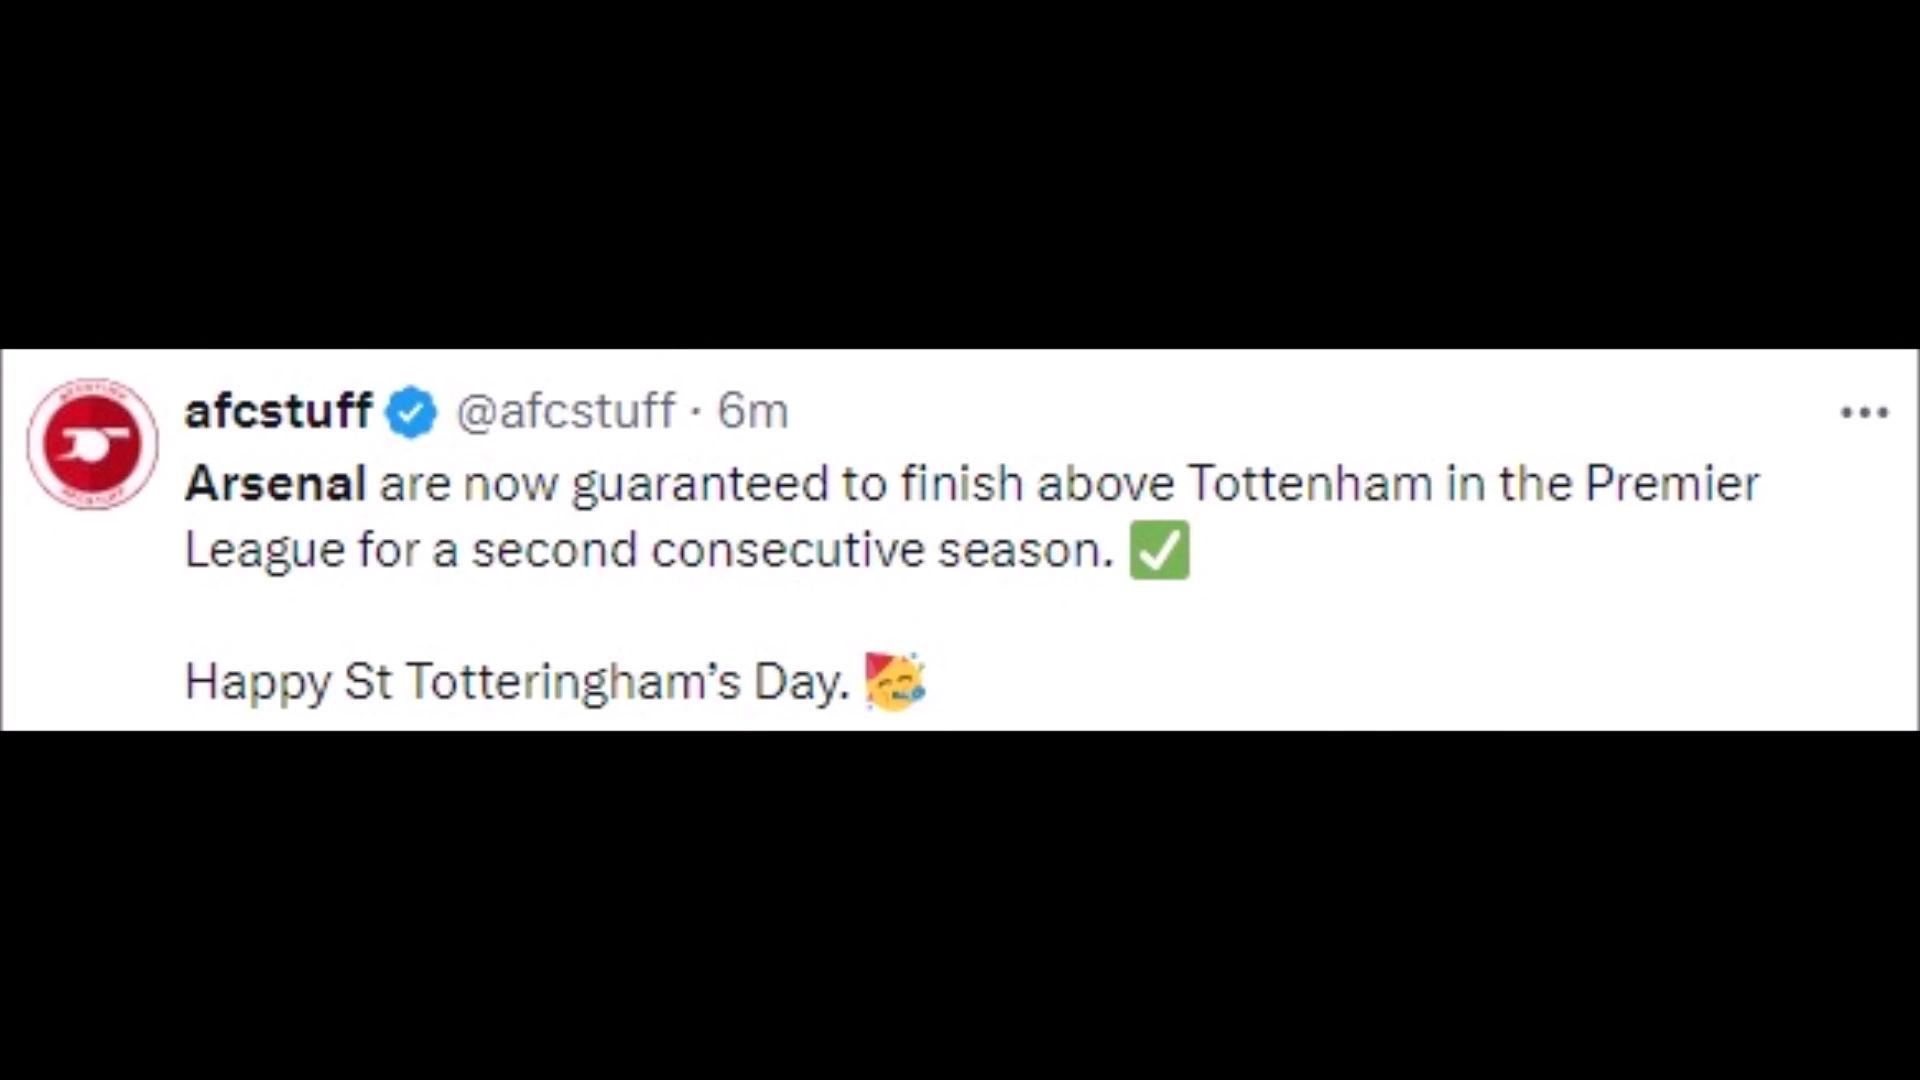 afcstuff @afcstuff · 6m
Arsenal are now guaranteed to finish above Tottenham in the Premier
League for a second consecutive season. ✅
Happy St Totteringham’s Day. 🥳